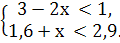 3 − 2x < 1,
1,6 + x < 2,9.